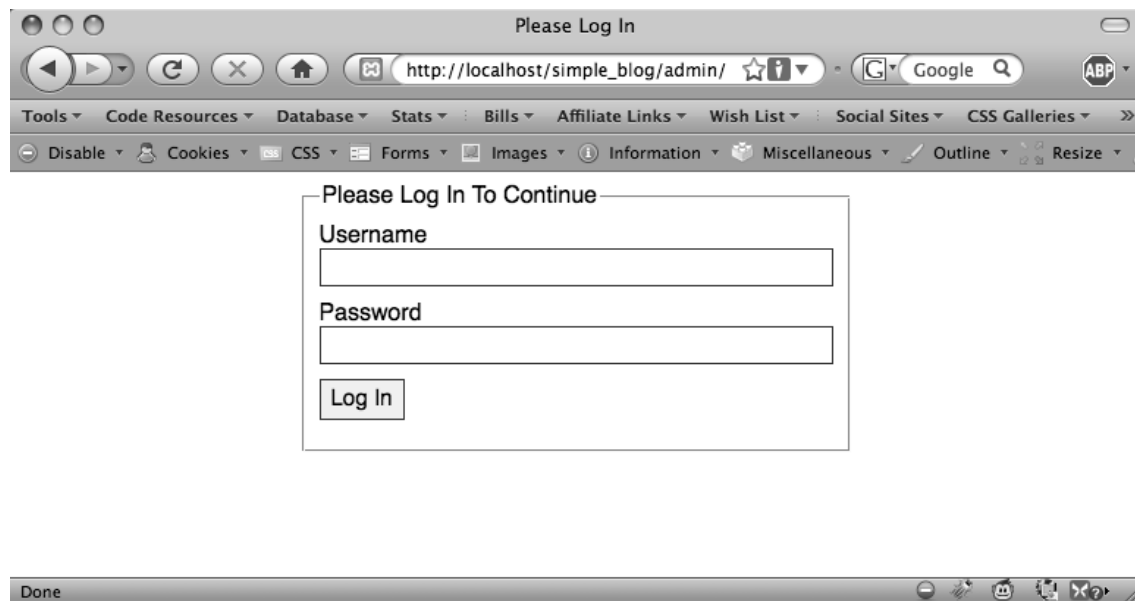 Please Log In
http://localhost/simple_blog/admin/ G Google ABP
Tools Code Resources Database Stats Bills Affiliate Links Wish List Social Sites CSS Galleries »
Disable Cookies CSS CSS Forms Images Information Miscellaneous Outline Resize
Please Log In To Continue
Username
Password
Log In
Done